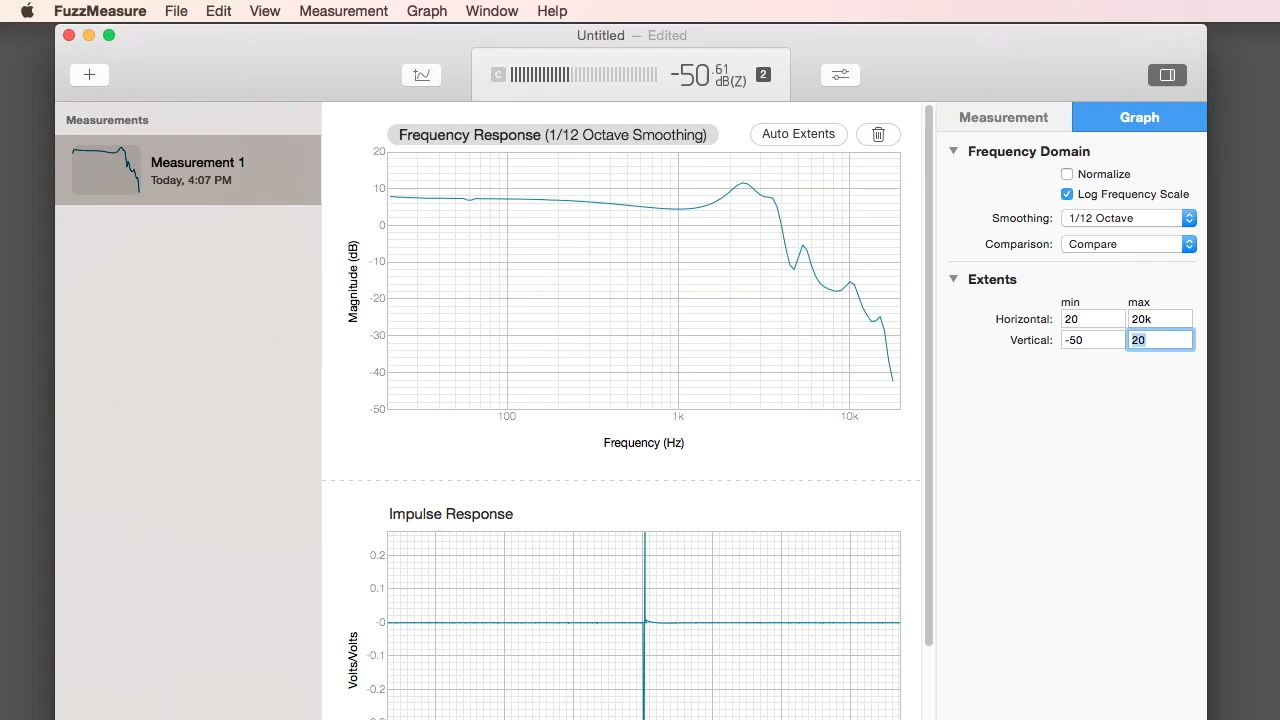 FuzzMeasure File Edit View Measurement Graph Window Help
Untitled — Edited
C -50.61 dB(Z) 2
Measurements
Measurement 1
Today, 4:07 PM
Frequency Response (1/12 Octave Smoothing) Auto Extents
20
10
0
-10
-20
-30
-40
-50
Magnitude (dB)
100 1k 10k
Frequency (Hz)
Impulse Response
0.2
0.1
-0
-0.1
-0.2
Volts/Volts
Measurement Graph
Frequency Domain
Normalize
Log Frequency Scale
Smoothing: 1/12 Octave
Comparison: Compare
Extents
min max
Horizontal: 20 20k
Vertical: -50 20